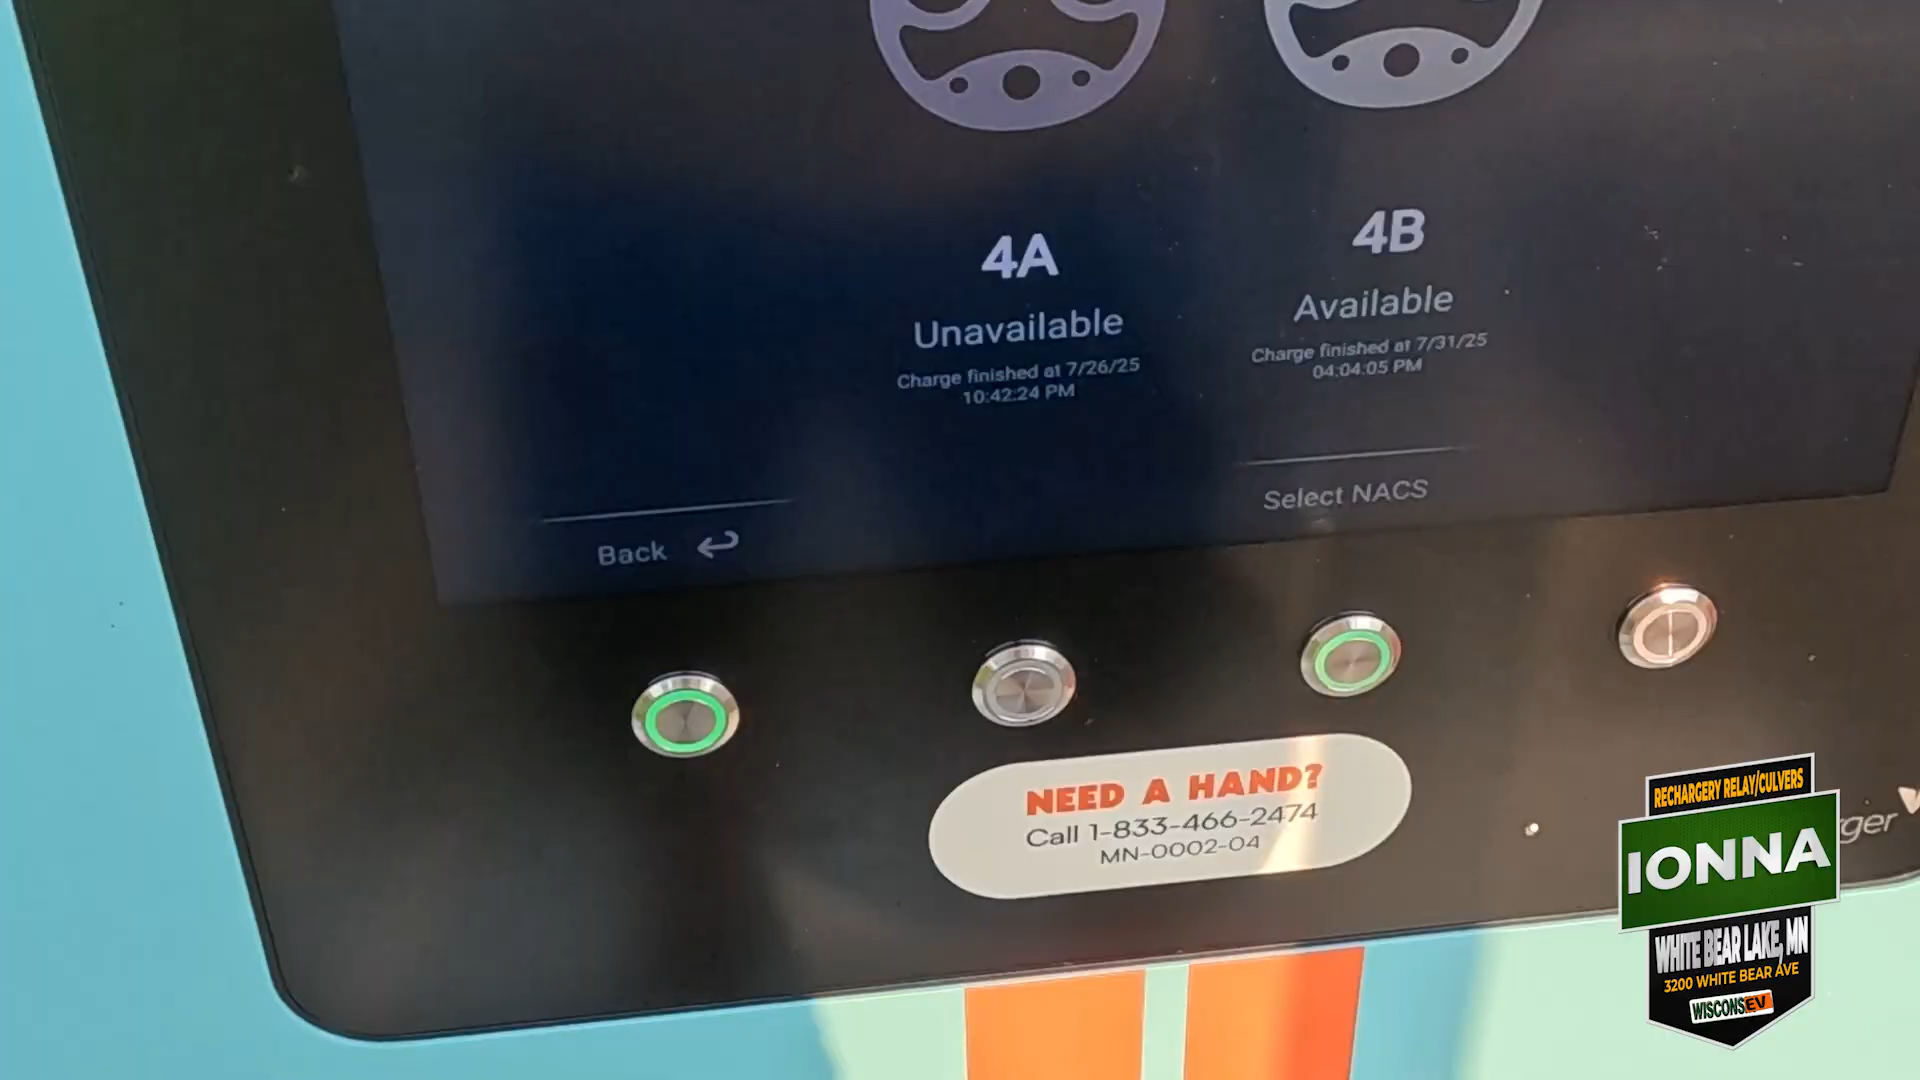 4A
Unavailable
Charge finished at 7/26/25
10:42:24 PM
4B
Available
Charge finished at 7/31/25
04:04:05 PM
Select NACS
Back
NEED A HAND?
Call 1-833-466-2474
MN-0002-04
RECHARGERY RELAY/CULVERS
IONNA
WHITE BEAR LAKE, MN
3200 WHITE BEAR AVE
WISCONSEV